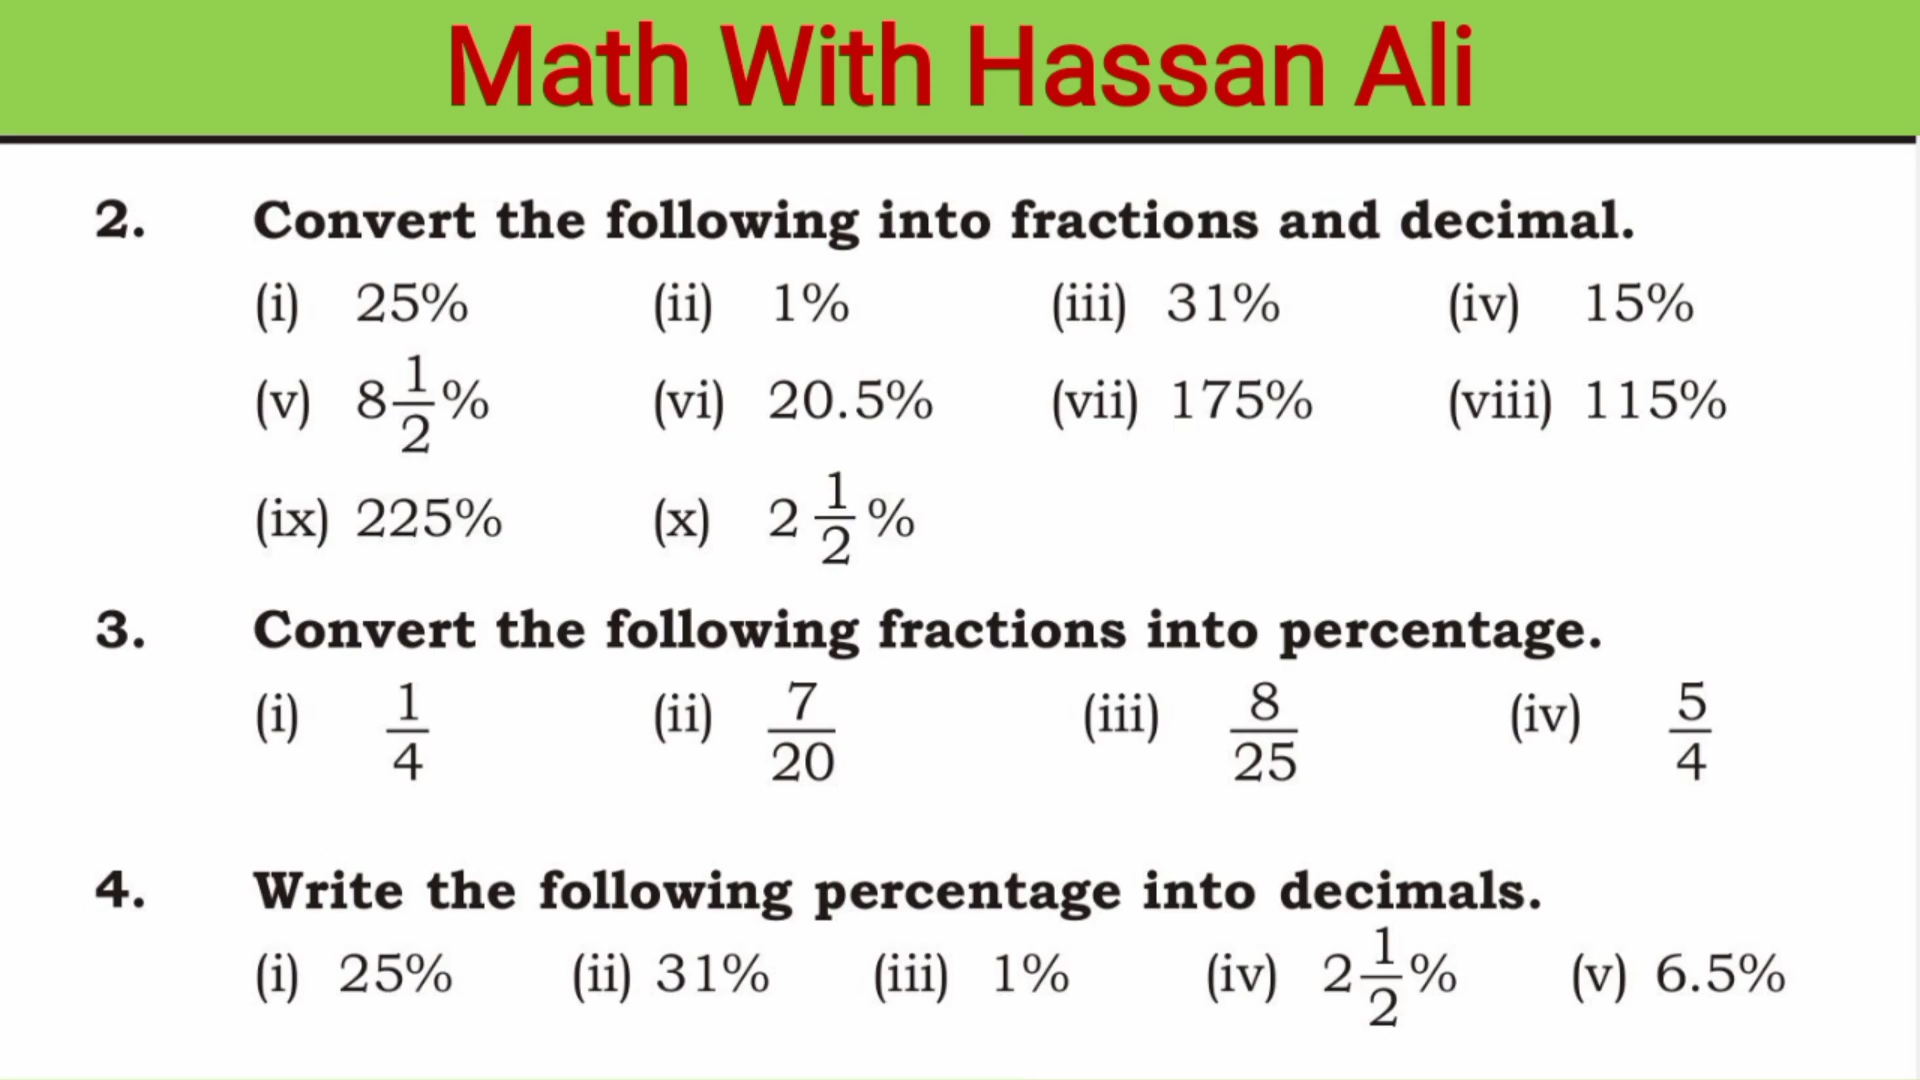 Math With Hassan Ali
2. Convert the following into fractions and decimal.
(i) 25% (ii) 1% (iii) 31% (iv) 15%
(v) 8 1/2% (vi) 20.5% (vii) 175% (viii) 115%
(ix) 225% (x) 2 1/2%
3. Convert the following fractions into percentage.
(i) 1/4 (ii) 7/20 (iii) 8/25 (iv) 5/4
4. Write the following percentage into decimals.
(i) 25% (ii) 31% (iii) 1% (iv) 2 1/2% (v) 6.5%